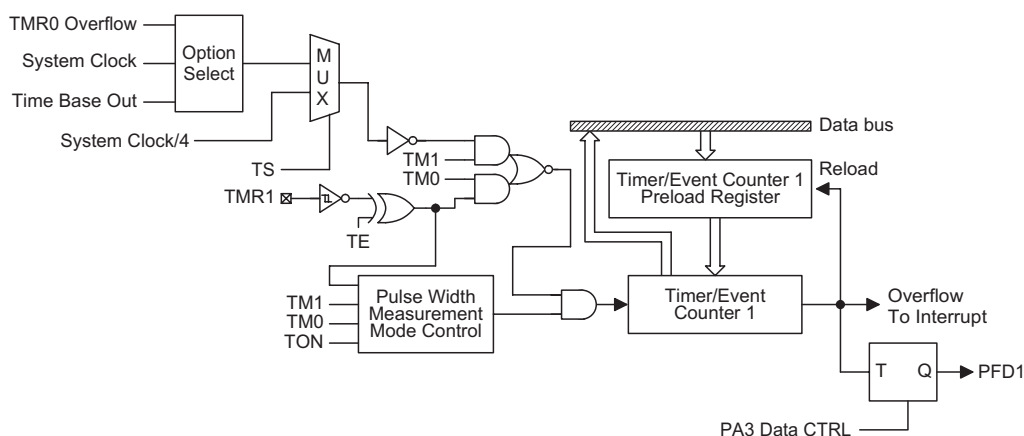 TMR0 Overflow
System Clock
Time Base Out
Option
Select
M
U
X
System Clock/4
TS
TM1
TM0
TMR1
TE
Data bus
Timer/Event Counter 1
Preload Register
Reload
TM1
TM0
TON
Pulse Width
Measurement
Mode Control
Timer/Event
Counter 1
Overflow
To Interrupt
T
Q
PFD1
PA3 Data CTRL